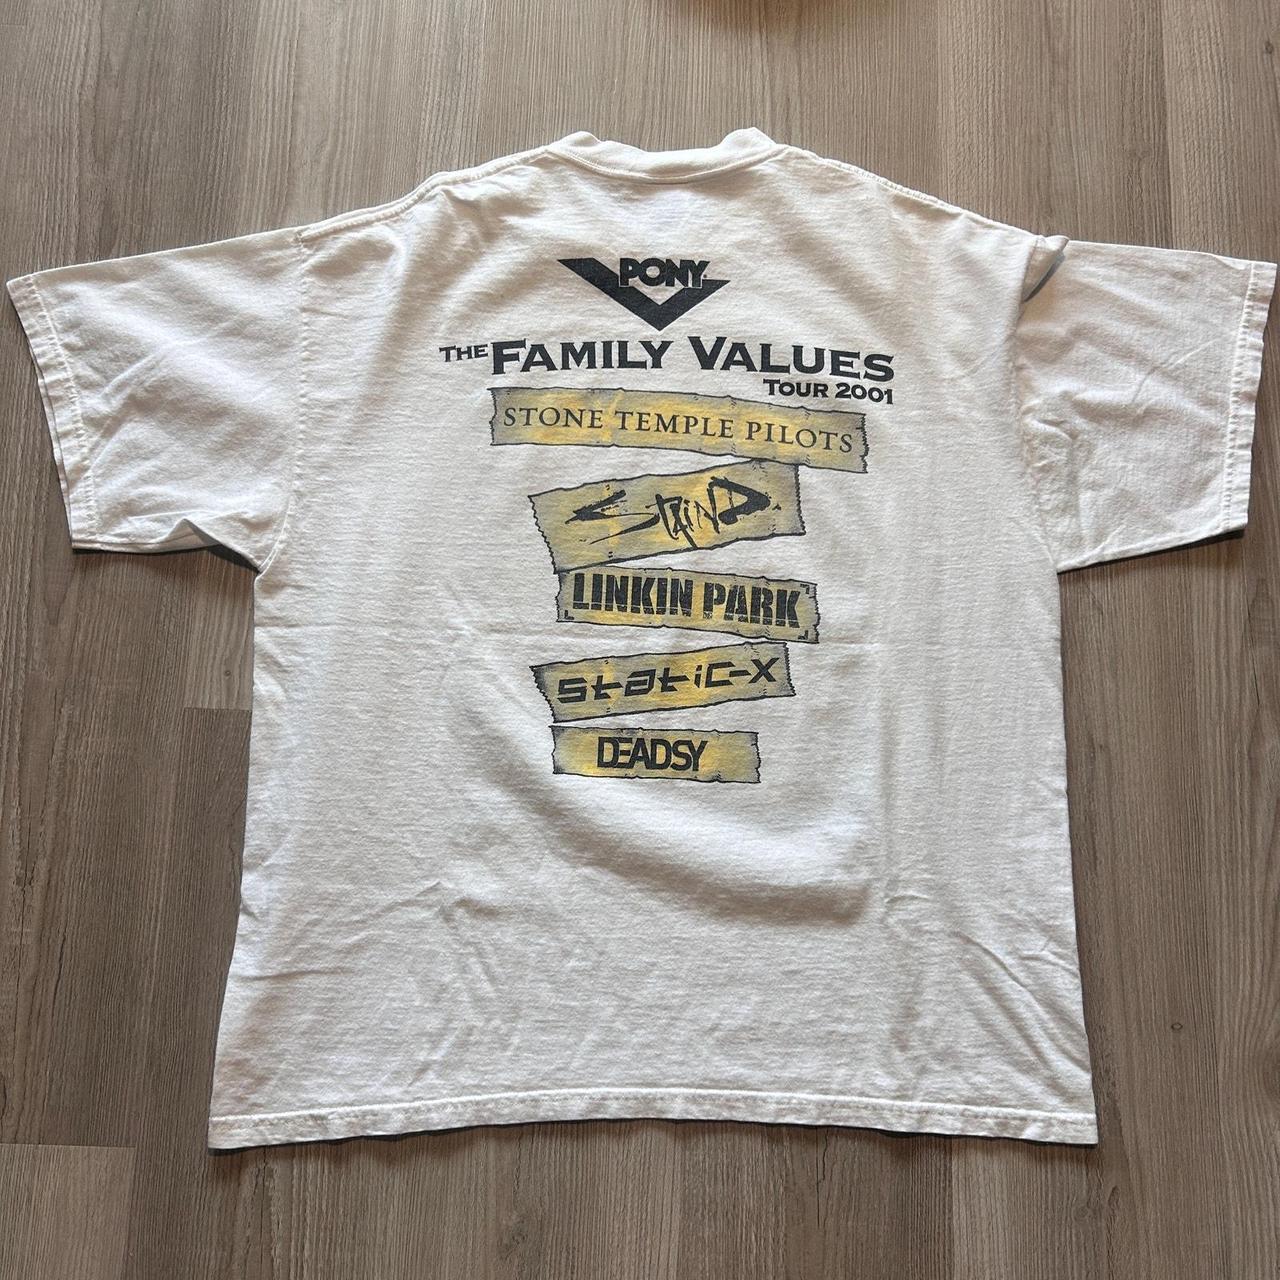 PONY
THE FAMILY VALUES
TOUR 2001
STONE TEMPLE PILOTS
STAIND
LINKIN PARK
static-x
DEADSY